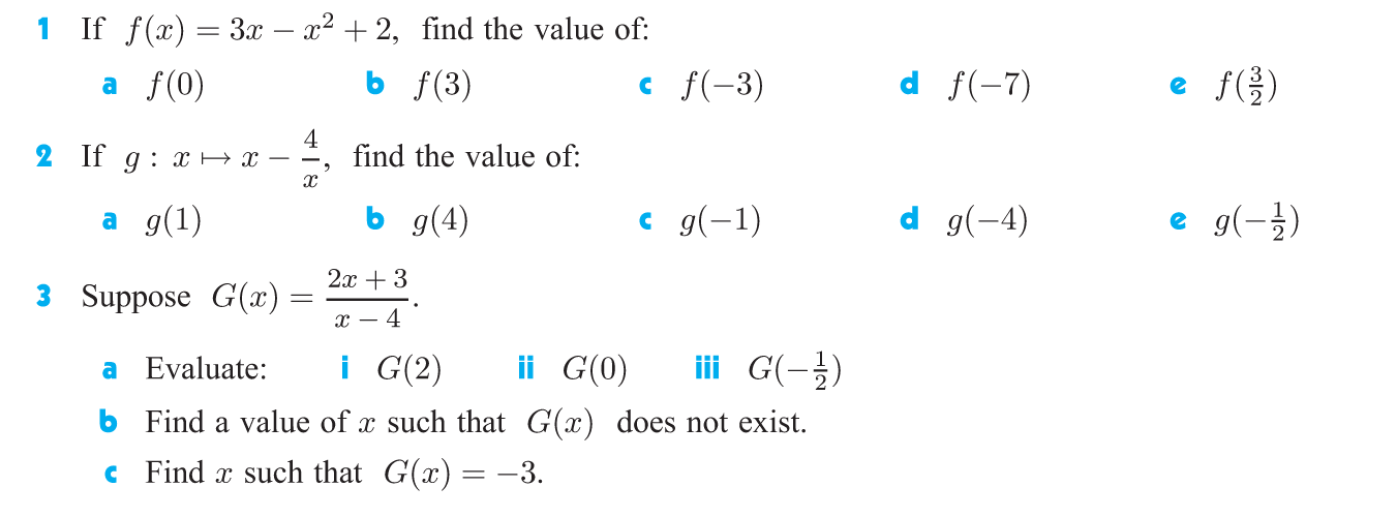 1 If f(x) = 3x − x² + 2, find the value of:
a f(0) b f(3) c f(−3) d f(−7) e f(3/2)
2 If g : x ↦ x − 4/x, find the value of:
a g(1) b g(4) c g(−1) d g(−4) e g(−1/2)
3 Suppose G(x) = (2x + 3)/(x − 4).
a Evaluate: i G(2) ii G(0) iii G(−1/2)
b Find a value of x such that G(x) does not exist.
c Find x such that G(x) = −3.